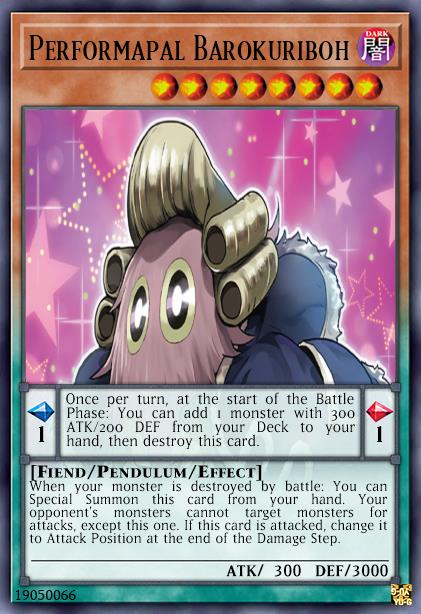 PERFORMAPAL BAROKURIBOH
DARK
闇
Once per turn, at the start of the Battle
Phase: You can add 1 monster with 300
ATK/200 DEF from your Deck to your
hand, then destroy this card.
1
1
[FIEND/PENDULUM/EFFECT]
When your monster is destroyed by battle: You can
Special Summon this card from your hand. Your
opponent's monsters cannot target monsters for
attacks, except this one. If this card is attacked, change it
to Attack Position at the end of the Damage Step.
ATK/ 300 DEF/3000
19050066